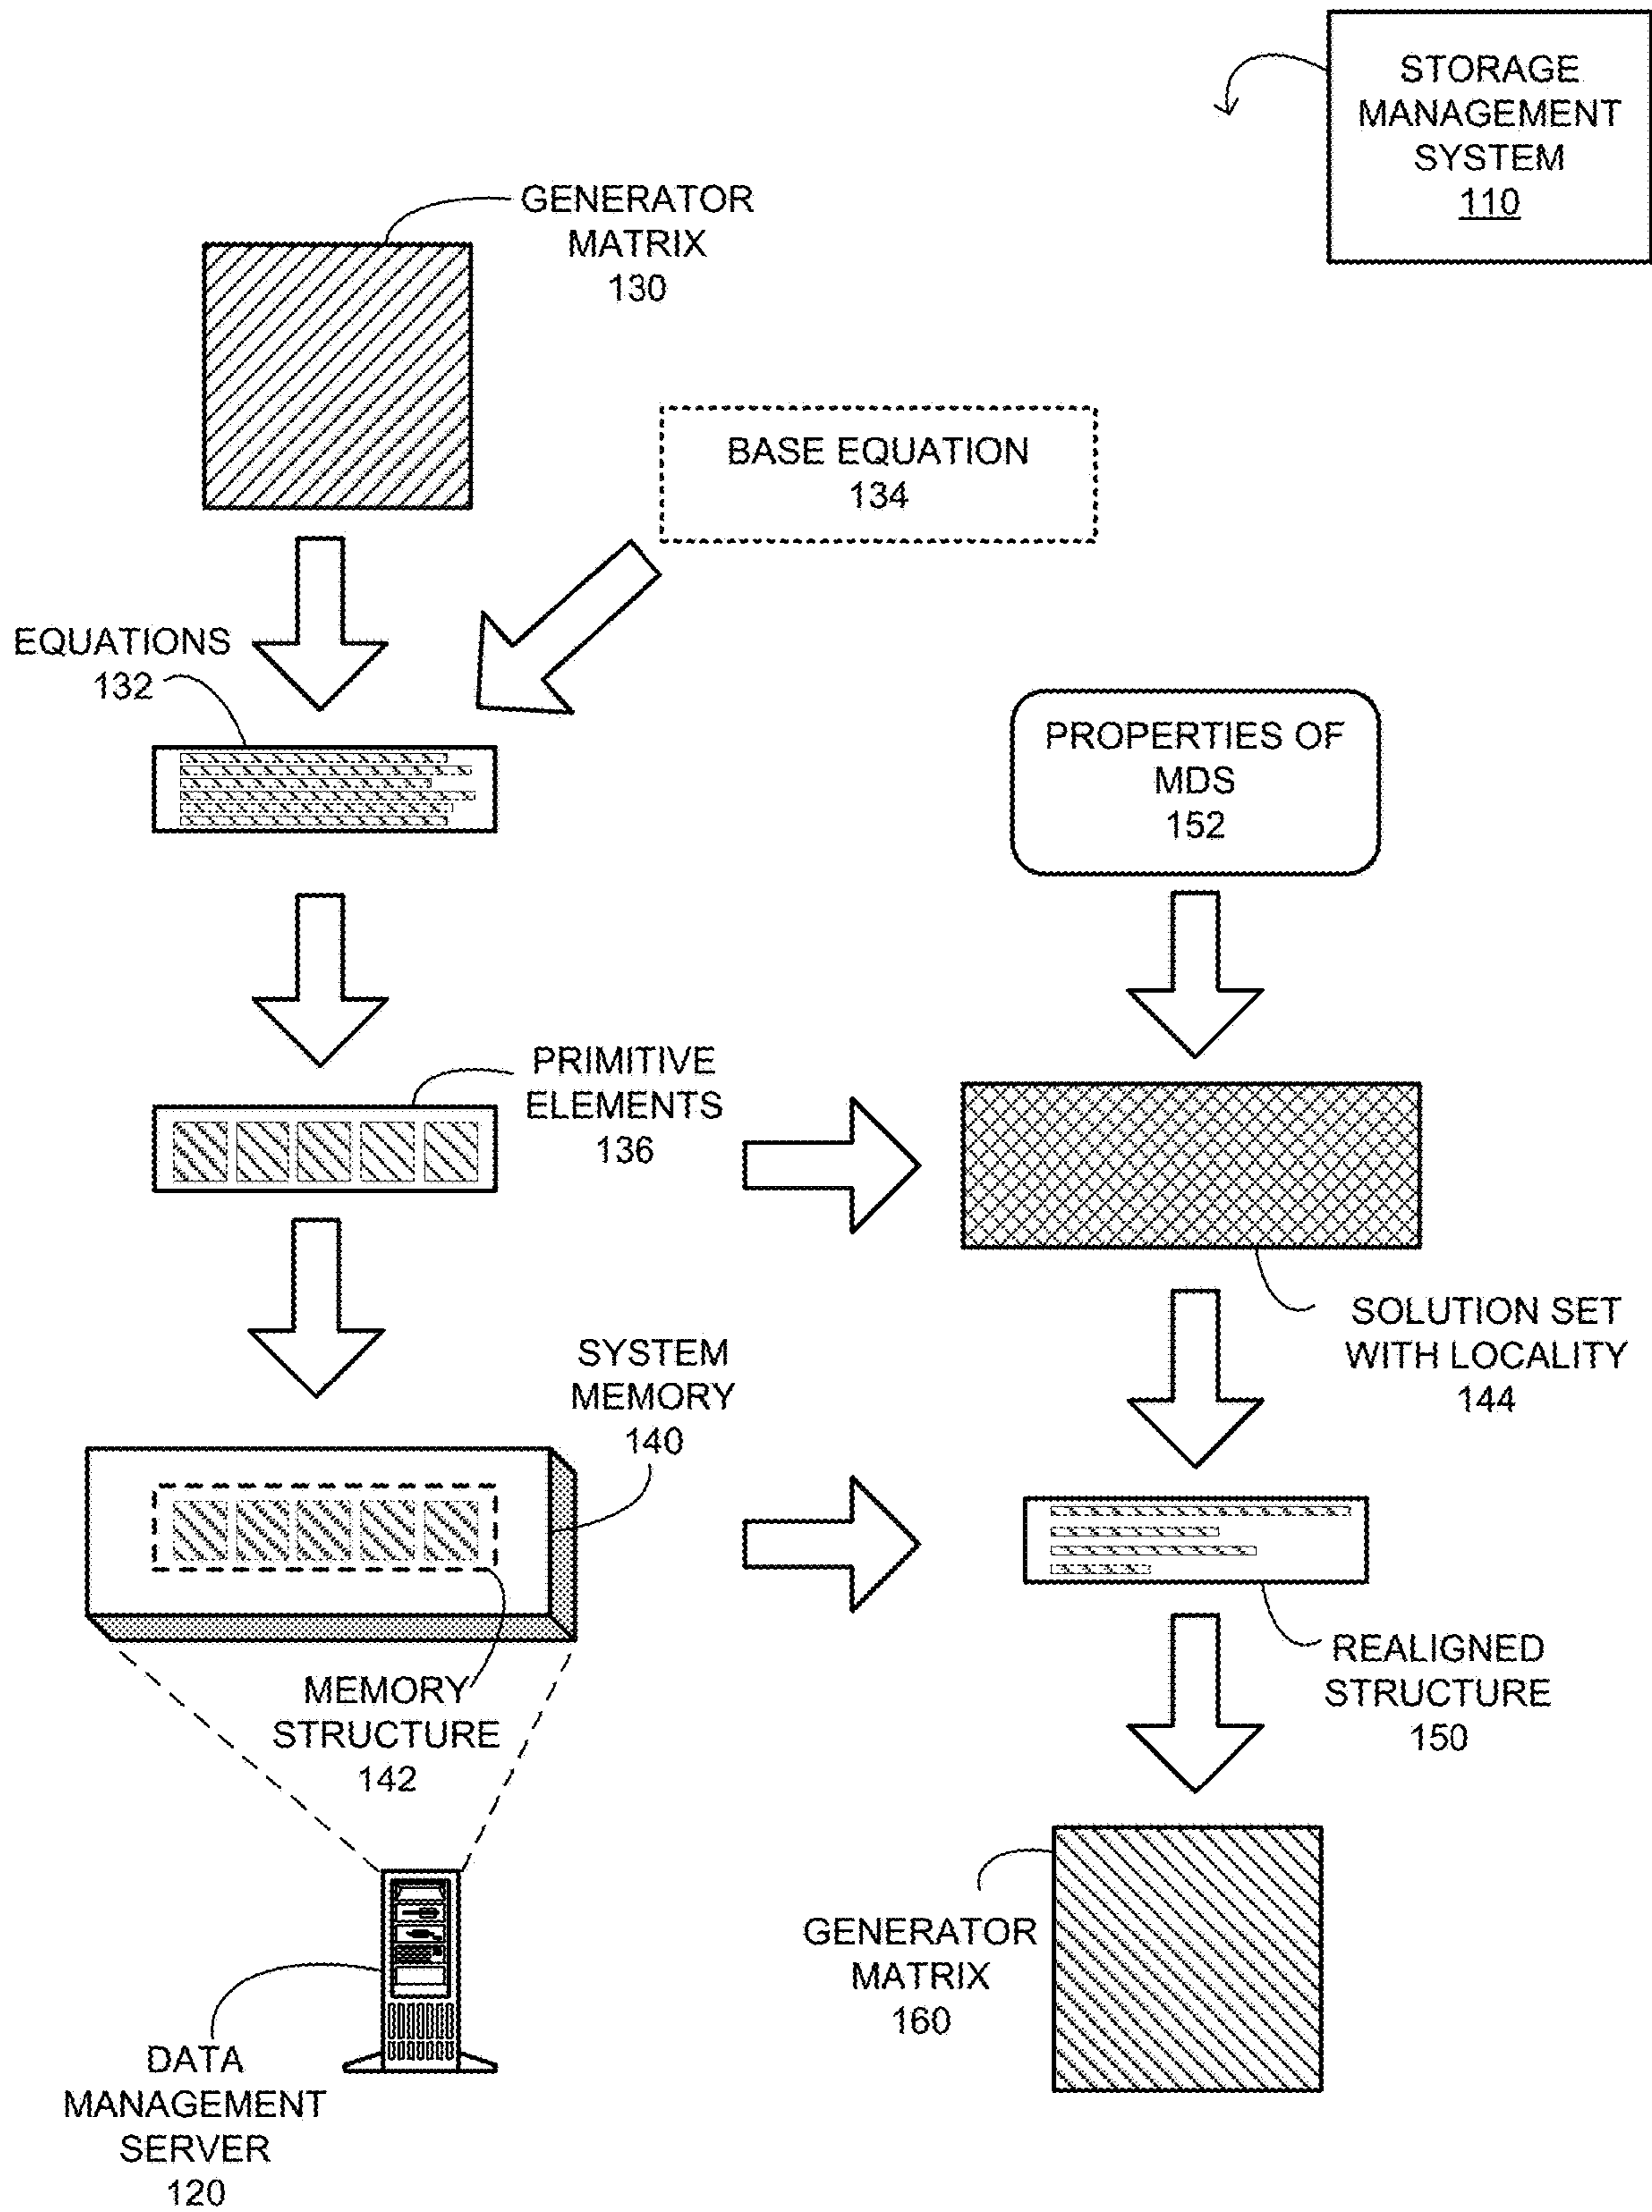 STORAGE
MANAGEMENT
SYSTEM
110
GENERATOR
MATRIX
130
BASE EQUATION
134
EQUATIONS
132
PROPERTIES OF
MDS
152
PRIMITIVE
ELEMENTS
136
SOLUTION SET
WITH LOCALITY
144
SYSTEM
MEMORY
140
MEMORY
STRUCTURE
142
REALIGNED
STRUCTURE
150
GENERATOR
MATRIX
160
DATA
MANAGEMENT
SERVER
120